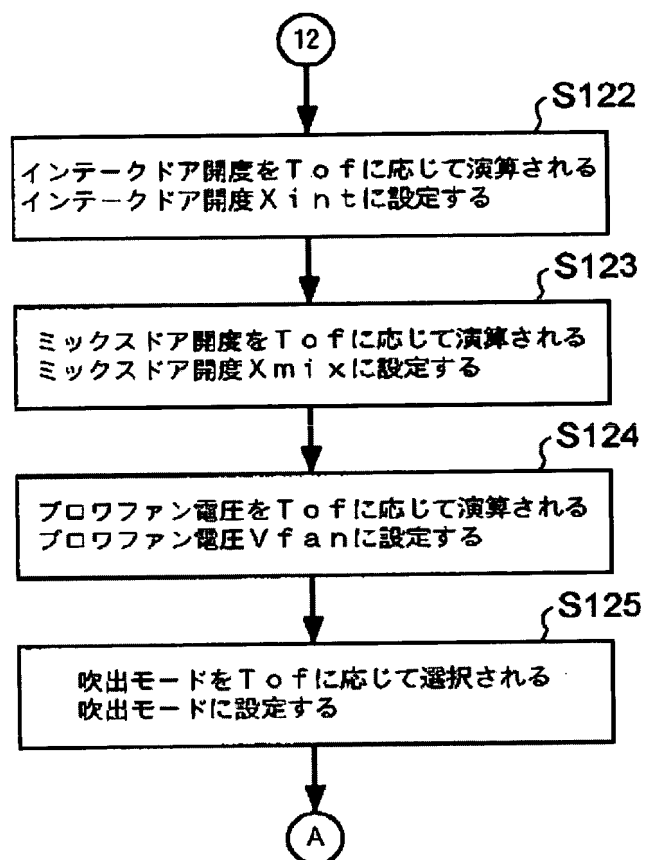 12
S122
インテークドア開度をTofに応じて演算される
インテークドア開度Xintに設定する
S123
ミックスドア開度をTofに応じて演算される
ミックスドア開度Xmixに設定する
S124
ブロワファン電圧をTofに応じて演算される
ブロワファン電圧Vfanに設定する
S125
吹出モードをTofに応じて選択される
吹出モードに設定する
A